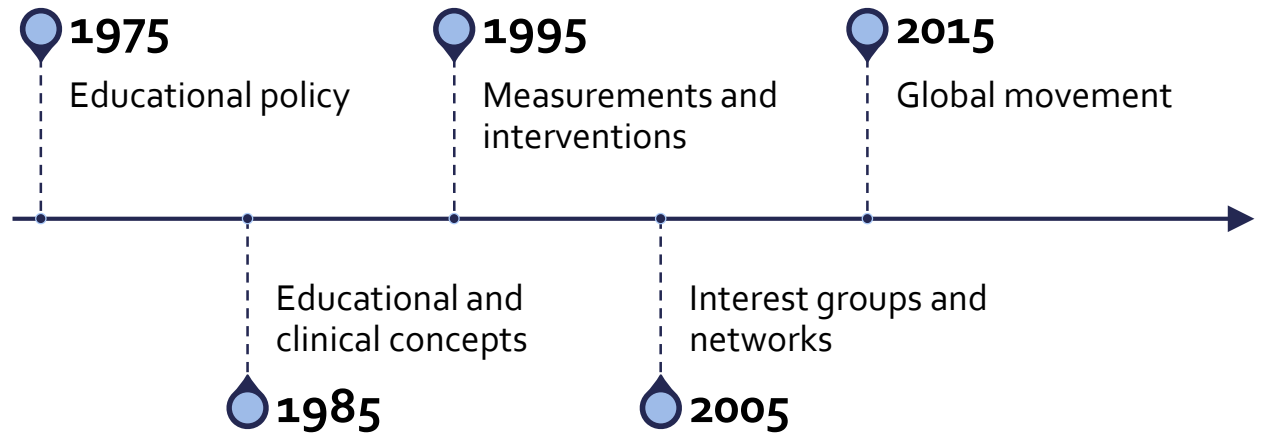 1975
Educational policy
1995
Measurements and
interventions
2015
Global movement
Educational and
clinical concepts
1985
Interest groups and
networks
2005